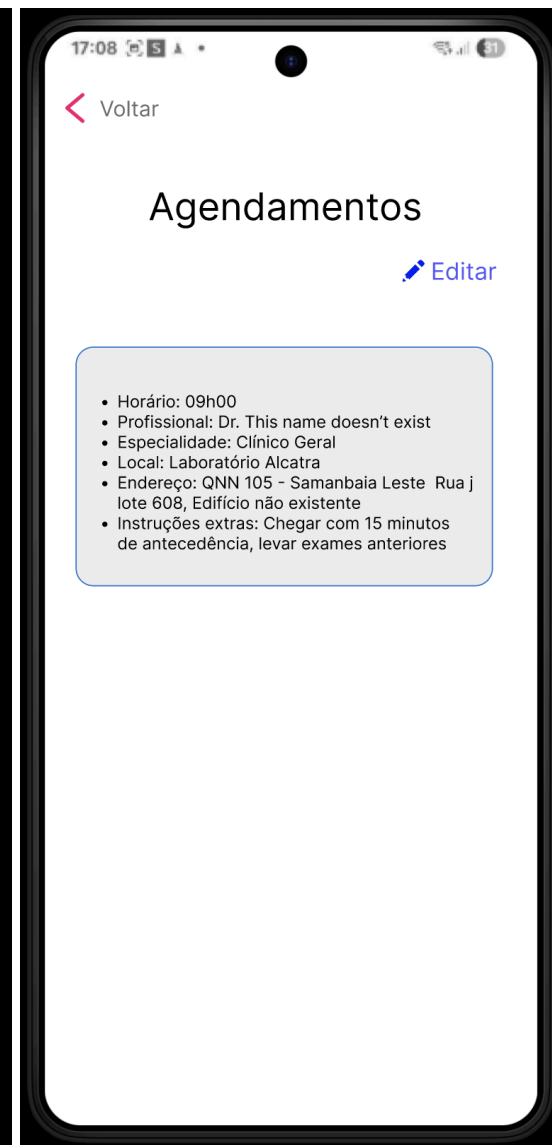 17:08 S 31
Voltar
Agendamentos
Editar
• Horário: 09h00
• Profissional: Dr. This name doesn’t exist
• Especialidade: Clínico Geral
• Local: Laboratório Alcatra
• Endereço: QNN 105 - Samanbaia Leste  Rua j
lote 608, Edifício não existente
• Instruções extras: Chegar com 15 minutos
de antecedência, levar exames anteriores